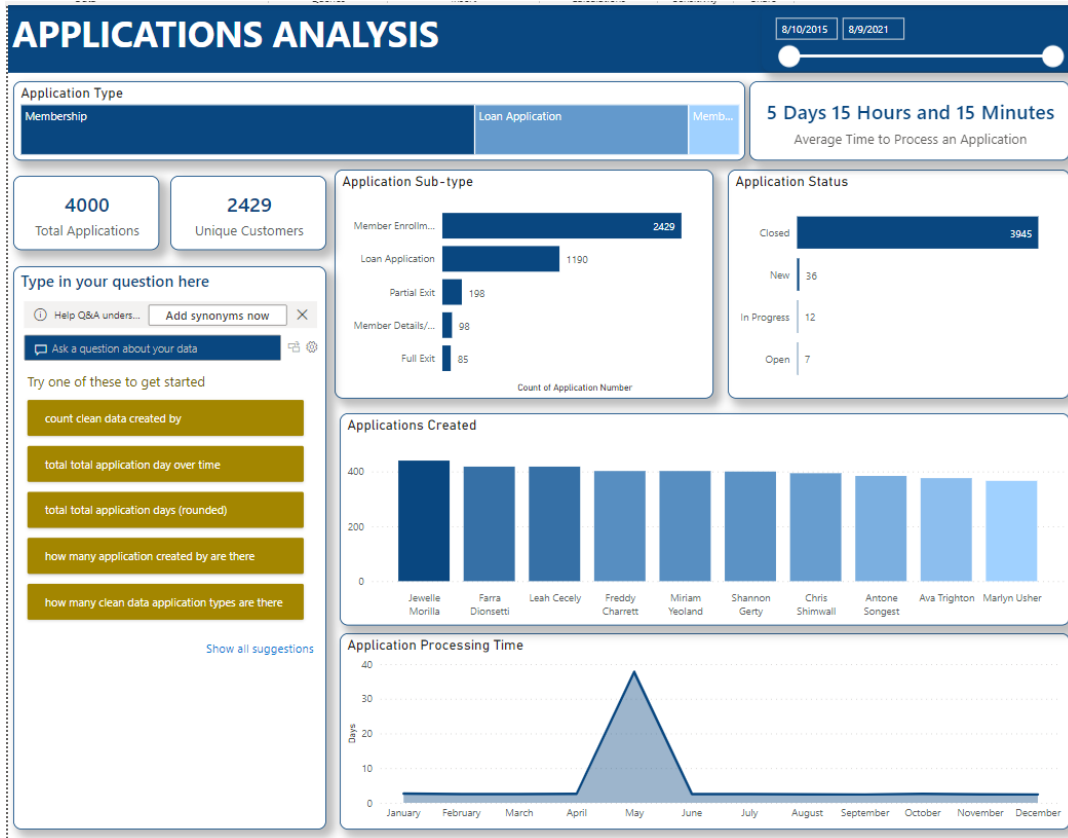 APPLICATIONS ANALYSIS
8/10/2015 8/9/2021
Application Type
Membership
Loan Application
Memb...
5 Days 15 Hours and 15 Minutes
Average Time to Process an Application
4000
Total Applications
2429
Unique Customers
Application Sub-type
Member Enrollm... 2429
Loan Application 1190
Partial Exit 198
Member Details/... 98
Full Exit 85
Count of Application Number
Application Status
Closed 3945
New 36
In Progress 12
Open 7
Type in your question here
Help Q&A unders... Add synonyms now
Ask a question about your data
Try one of these to get started
count clean data created by
total total application day over time
total total application days (rounded)
how many application created by are there
how many clean data application types are there
Show all suggestions
Applications Created
400
200
0
Jewelle Morilla
Farra Dionsetti
Leah Cecely
Freddy Charrett
Miriam Yeoland
Shannon Gerty
Chris Shimwall
Antone Songest
Ava Trighton
Marlyn Usher
Application Processing Time
Days
40
30
20
10
0
January February March April May June July August September October November December